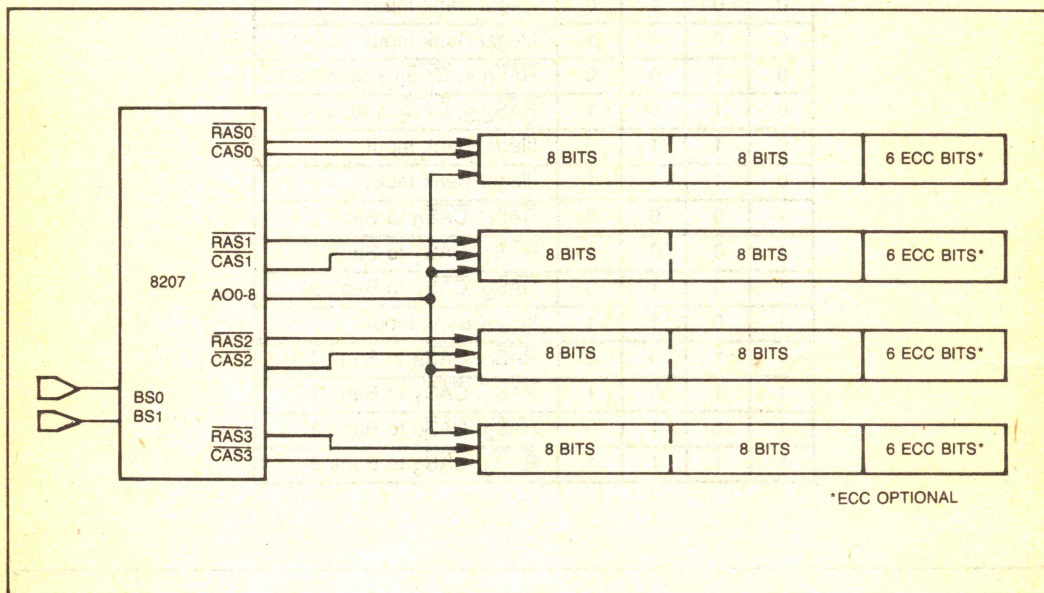 RAS0
CAS0
8 BITS 8 BITS 6 ECC BITS*
RAS1
CAS1
8 BITS 8 BITS 6 ECC BITS*
8207
AO0-8
RAS2
CAS2
8 BITS 8 BITS 6 ECC BITS*
BS0
BS1
RAS3
CAS3
8 BITS 8 BITS 6 ECC BITS*
*ECC OPTIONAL